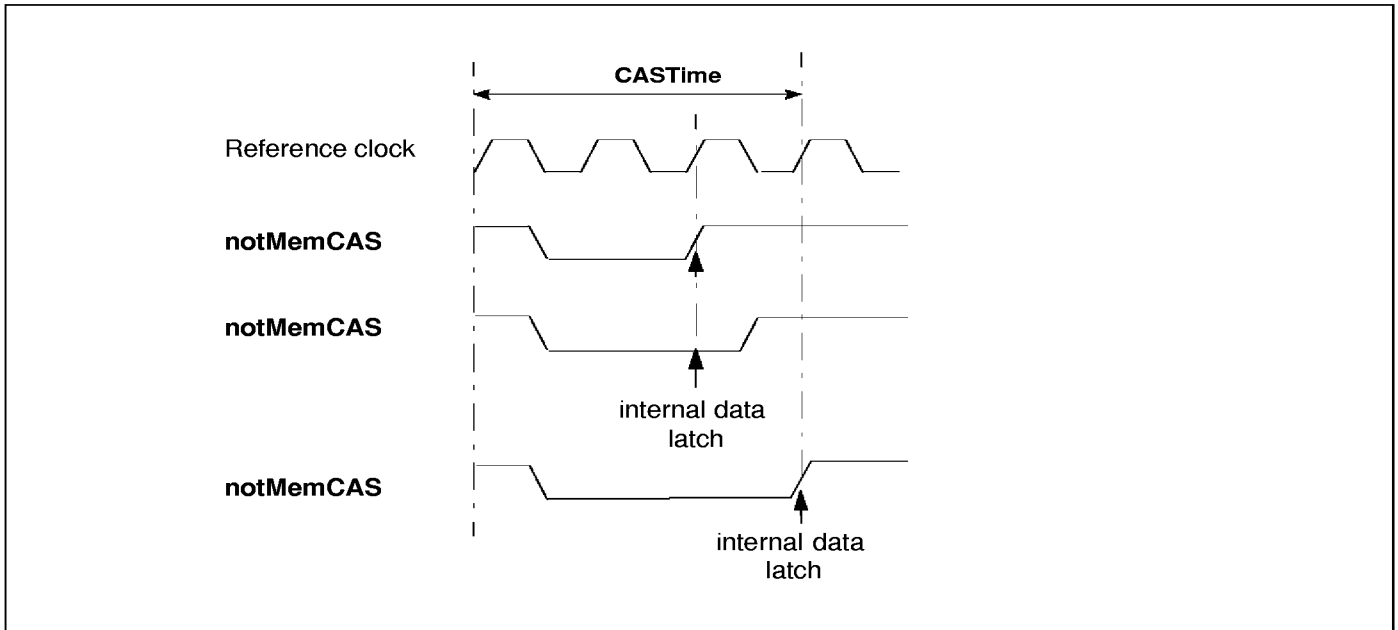 CASTime
Reference clock
notMemCAS
notMemCAS
internal data
latch
notMemCAS
internal data
latch